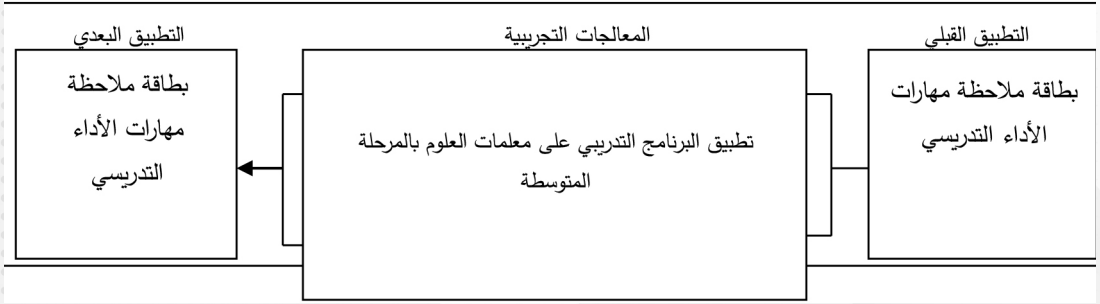 التطبيق القبلي
بطاقة ملاحظة مهارات
الأداء التدريسي
المعالجات التجريبية
تطبيق البرنامج التدريبي على معلمات العلوم بالمرحلة
المتوسطة
التطبيق البعدي
بطاقة ملاحظة
مهارات الأداء
التدريسي